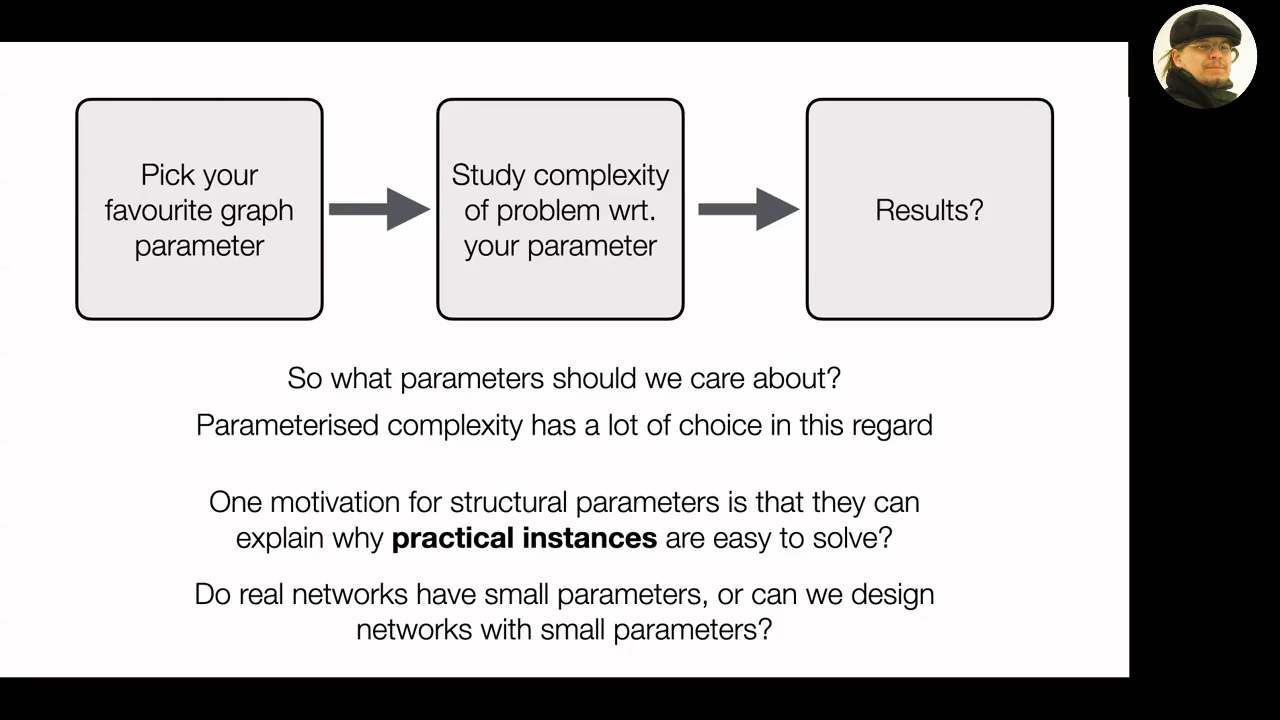 Pick your
favourite graph
parameter
Study complexity
of problem wrt.
your parameter
Results?
So what parameters should we care about?
Parameterised complexity has a lot of choice in this regard
One motivation for structural parameters is that they can
explain why practical instances are easy to solve?
Do real networks have small parameters, or can we design
networks with small parameters?